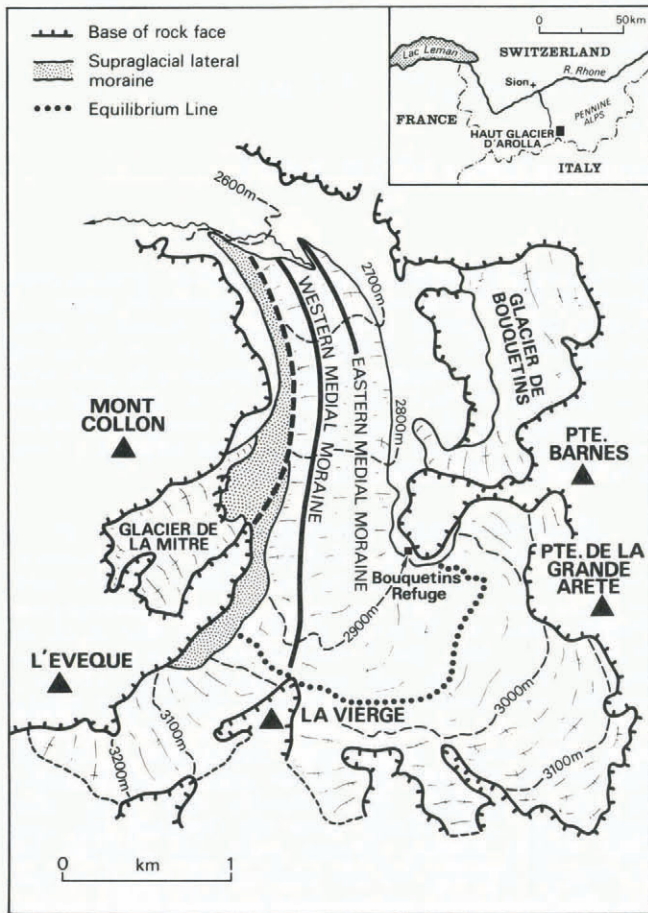 Base of rock face
Supraglacial lateral
moraine
Equilibrium Line
0 50km
Lac Leman
SWITZERLAND
Sion
R. Rhone
FRANCE
PENNINE
ALPS
HAUT GLACIER
D'AROLLA
ITALY
2600m
2700m
WESTERN MEDIAL MORAINE
EASTERN MEDIAL MORAINE
GLACIER DE
BOUQUETINS
2800m
MONT
COLLON
PTE.
BARNES
GLACIER DE
LA MITRE
PTE. DE LA
GRANDE
ARETE
Bouquetins
Refuge
2900m
L'EVEQUE
LA VIERGE
3000m
3100m
3200m
3100m
0 km 1